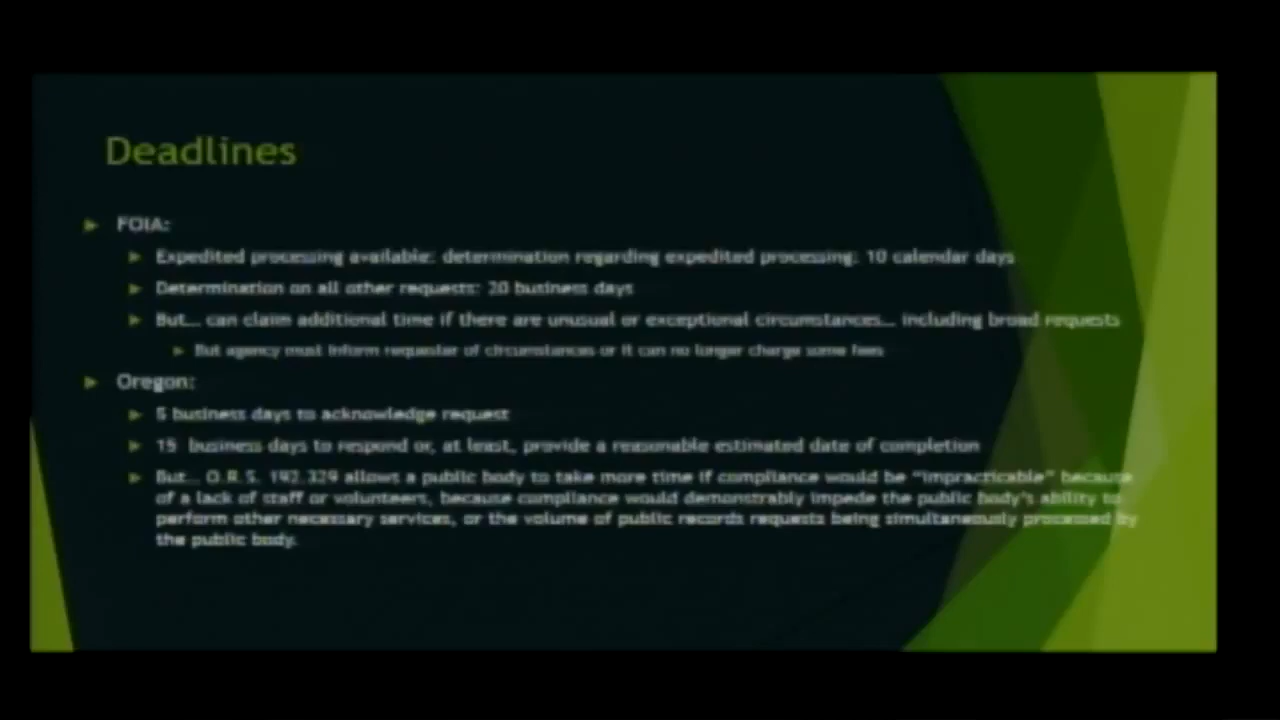 Deadlines
FOIA:
Expedited processing available: determination regarding expedited processing: 10 calendar days
Determination on all other requests: 20 business days
But… can claim additional time if there are unusual or exceptional circumstances… including broad requests
But agency must inform requester of circumstances or it can no longer charge some fees
Oregon:
5 business days to acknowledge request
15 business days to respond or, at least, provide a reasonable estimated date of completion
But… O.R.S. 192.329 allows a public body to take more time if compliance would be "impracticable" because
of a lack of staff or volunteers, because compliance would demonstrably impede the public body's ability to
perform other necessary services, or the volume of public records requests being simultaneously processed by
the public body.